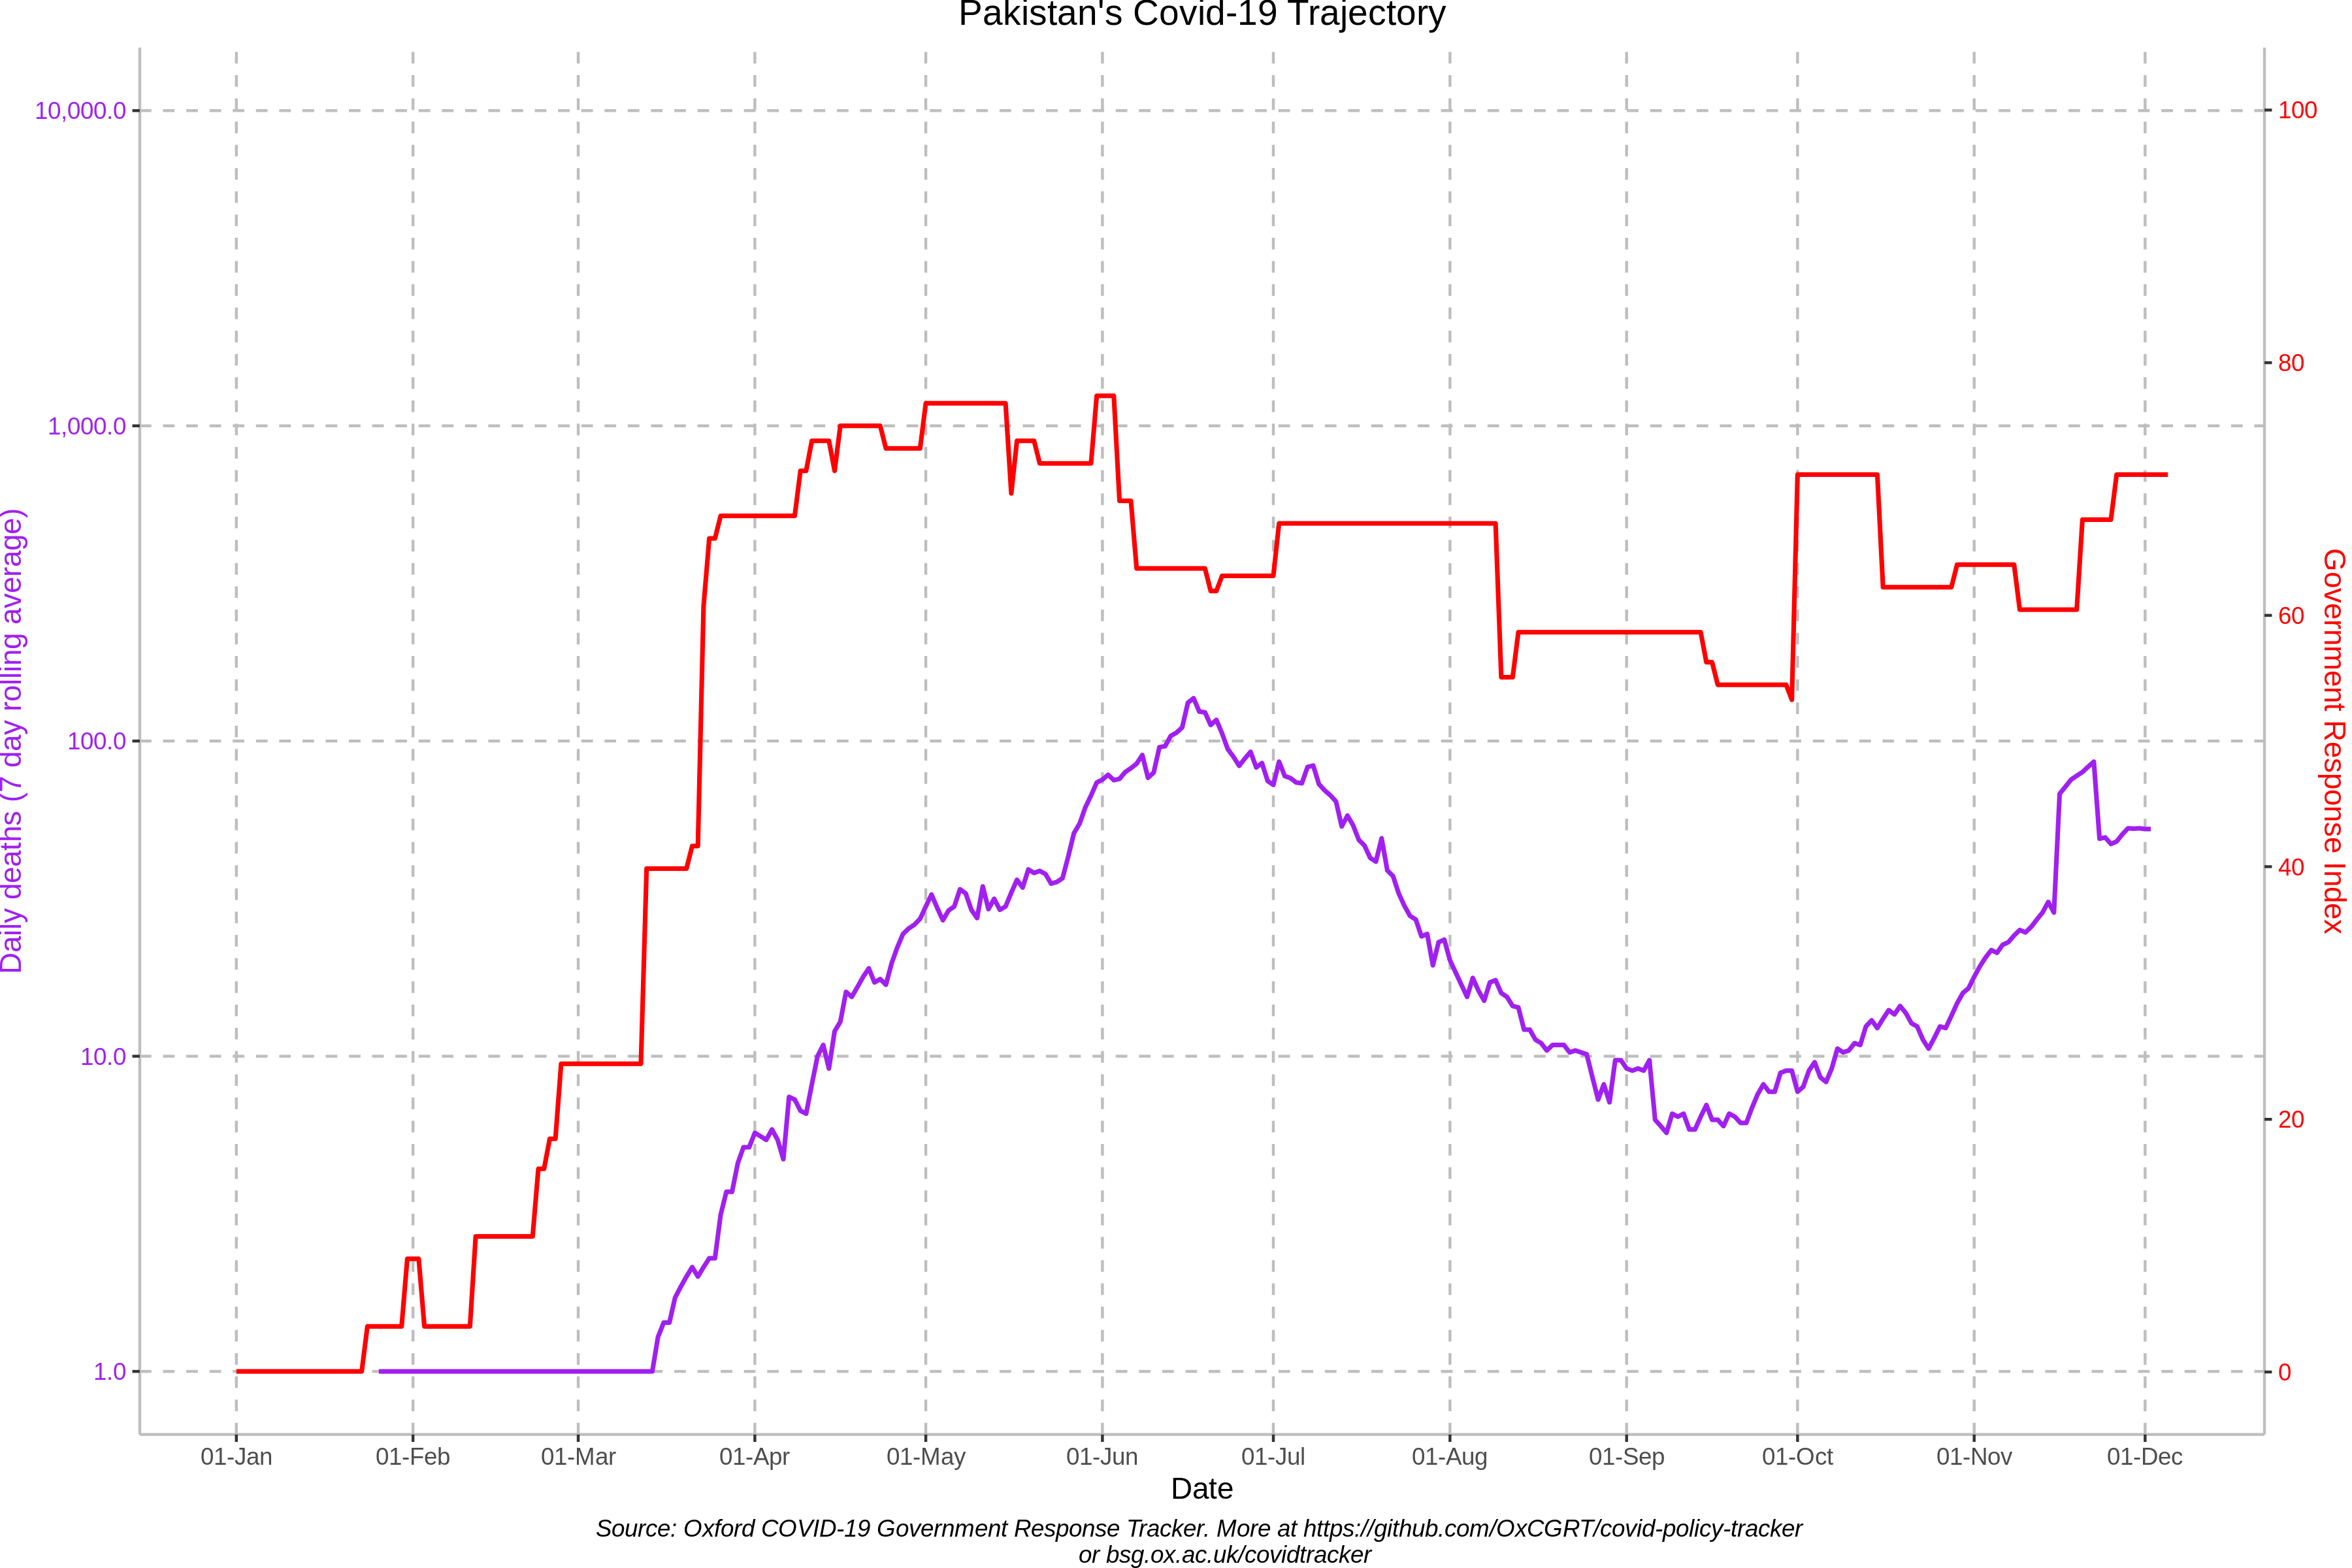 Pakistan's Covid-19 Trajectory
10,000.0
1,000.0
100.0
10.0
1.0
Daily deaths (7 day rolling average)
100
80
60
40
20
0
Government Response Index
01-Jan 01-Feb 01-Mar 01-Apr 01-May 01-Jun 01-Jul 01-Aug 01-Sep 01-Oct 01-Nov 01-Dec
Date
Source: Oxford COVID-19 Government Response Tracker. More at https://github.com/OxCGRT/covid-policy-tracker
or bsg.ox.ac.uk/covidtracker